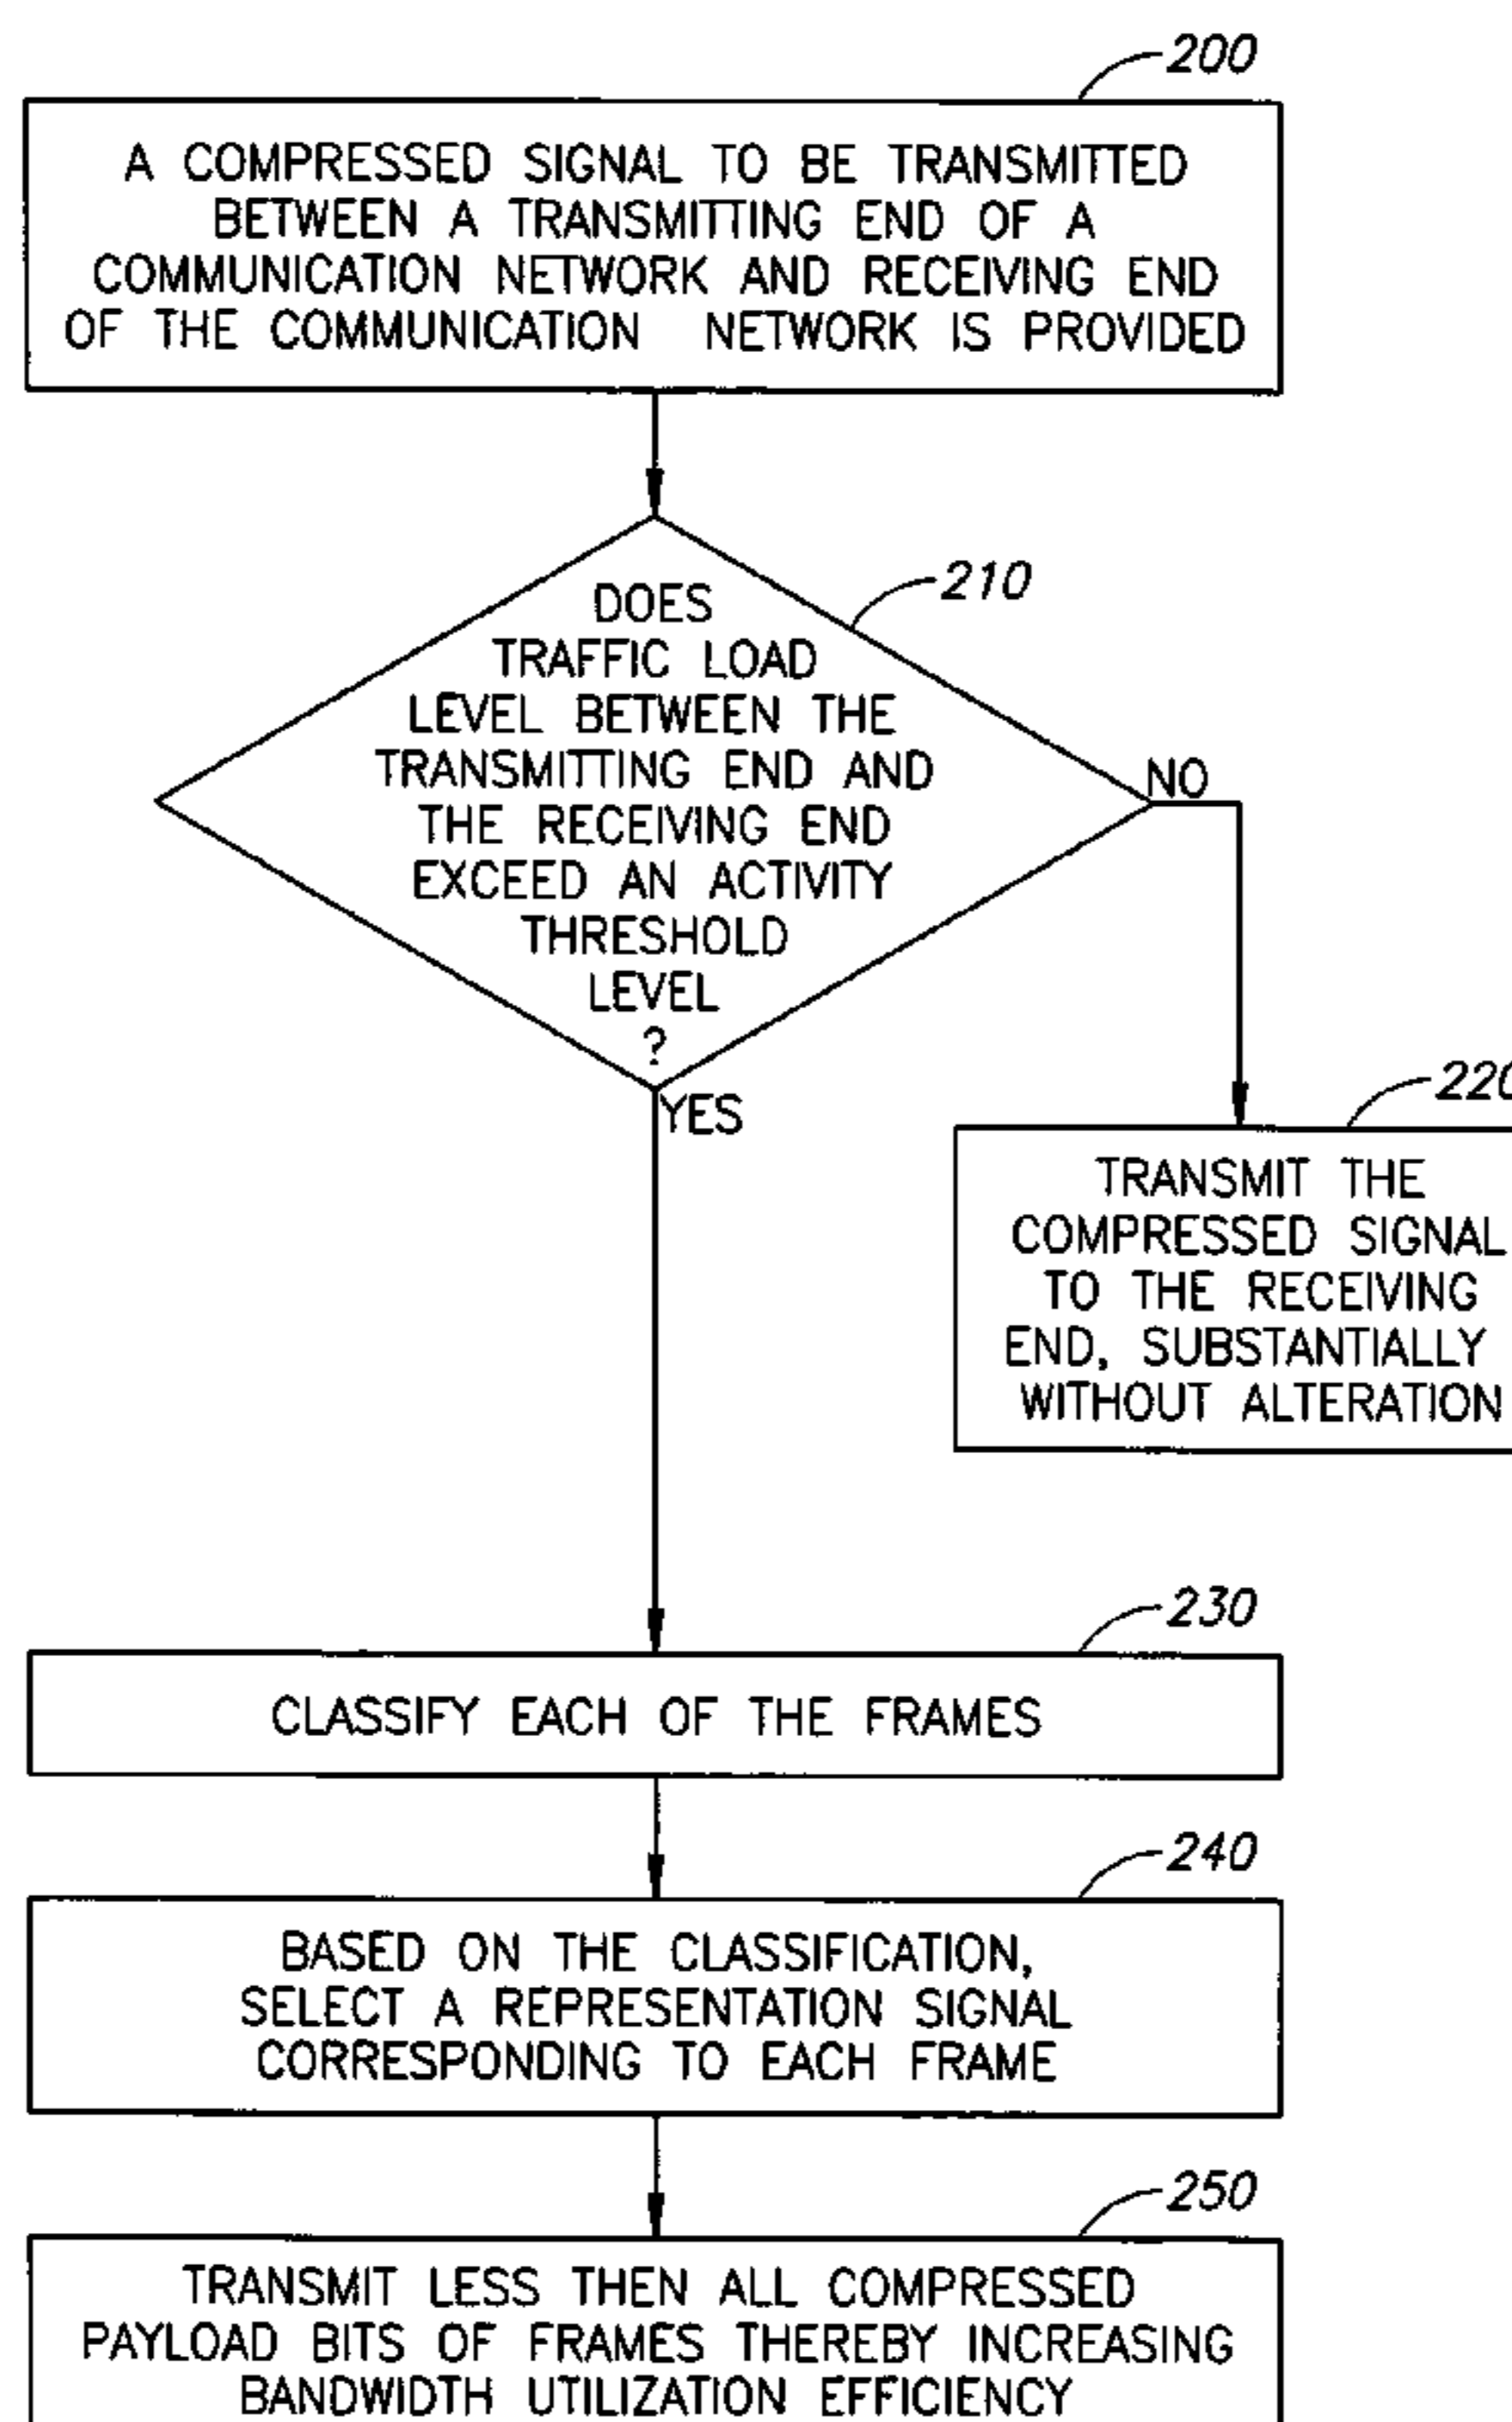 200
A COMPRESSED SIGNAL TO BE TRANSMITTED
BETWEEN A TRANSMITTING END OF A
COMMUNICATION NETWORK AND RECEIVING END
OF THE COMMUNICATION NETWORK IS PROVIDED
210
DOES
TRAFFIC LOAD
LEVEL BETWEEN THE
TRANSMITTING END AND
THE RECEIVING END
EXCEED AN ACTIVITY
THRESHOLD
LEVEL
?
NO
YES
220
TRANSMIT THE
COMPRESSED SIGNAL
TO THE RECEIVING
END, SUBSTANTIALLY
WITHOUT ALTERATION
230
CLASSIFY EACH OF THE FRAMES
240
BASED ON THE CLASSIFICATION,
SELECT A REPRESENTATION SIGNAL
CORRESPONDING TO EACH FRAME
250
TRANSMIT LESS THEN ALL COMPRESSED
PAYLOAD BITS OF FRAMES THEREBY INCREASING
BANDWIDTH UTILIZATION EFFICIENCY